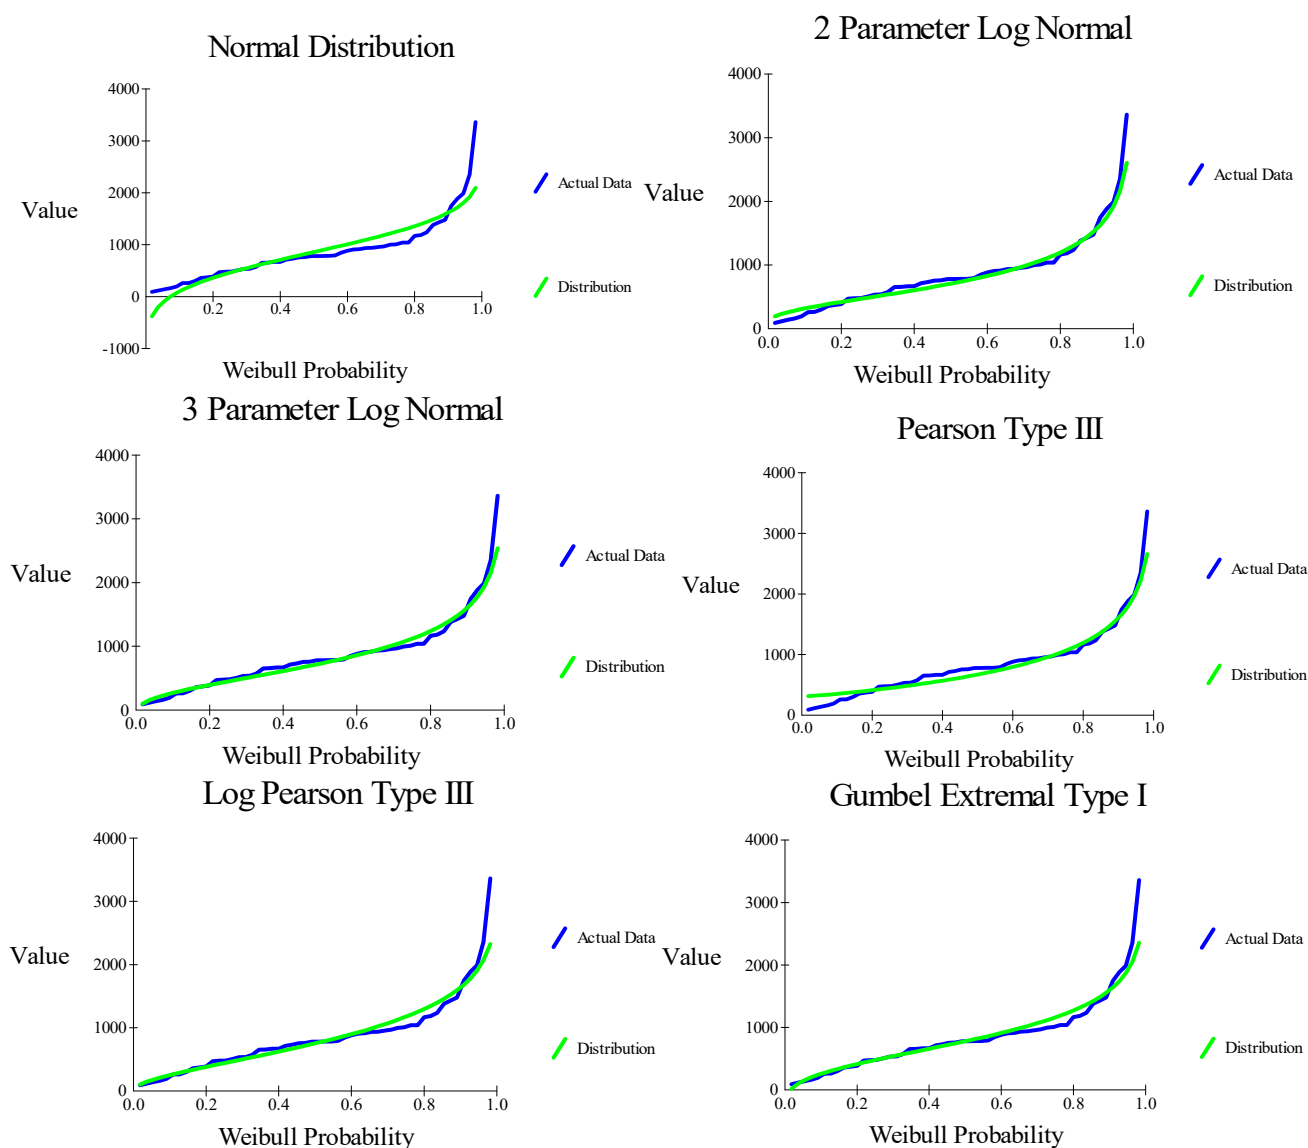 Normal Distribution
4000
3000
2000
1000
0
-1000
0.2
0.4
0.6
0.8
1.0
Value
Weibull Probability
Actual Data
Distribution
2 Parameter Log Normal
4000
3000
2000
1000
0
0.0
0.2
0.4
0.6
0.8
1.0
Value
Weibull Probability
Actual Data
Distribution
3 Parameter Log Normal
4000
3000
2000
1000
0
0.0
0.2
0.4
0.6
0.8
1.0
Value
Weibull Probability
Actual Data
Distribution
Pearson Type III
4000
3000
2000
1000
0
0.0
0.2
0.4
0.6
0.8
1.0
Value
Weibull Probability
Actual Data
Distribution
Log Pearson Type III
4000
3000
2000
1000
0
0.0
0.2
0.4
0.6
0.8
1.0
Value
Weibull Probability
Actual Data
Distribution
Gumbel Extremal Type I
4000
3000
2000
1000
0
0.0
0.2
0.4
0.6
0.8
1.0
Value
Weibull Probability
Actual Data
Distribution